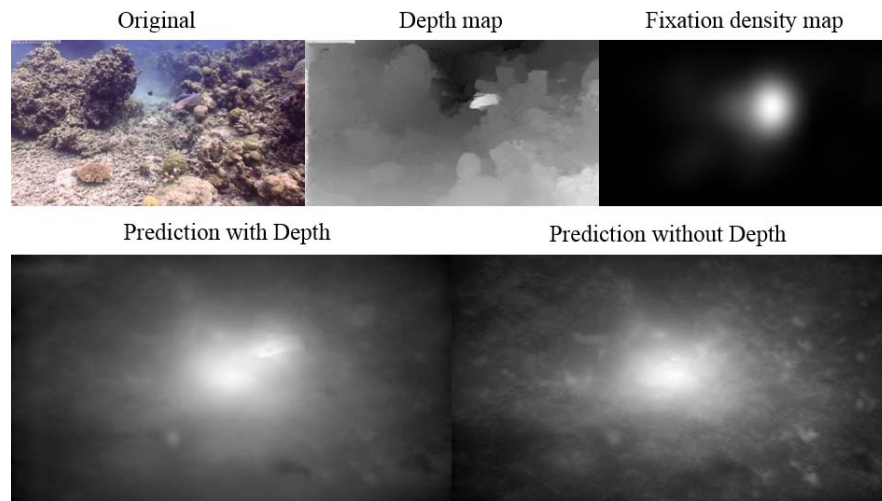 Original
Depth map
Fixation density map
Prediction with Depth
Prediction without Depth